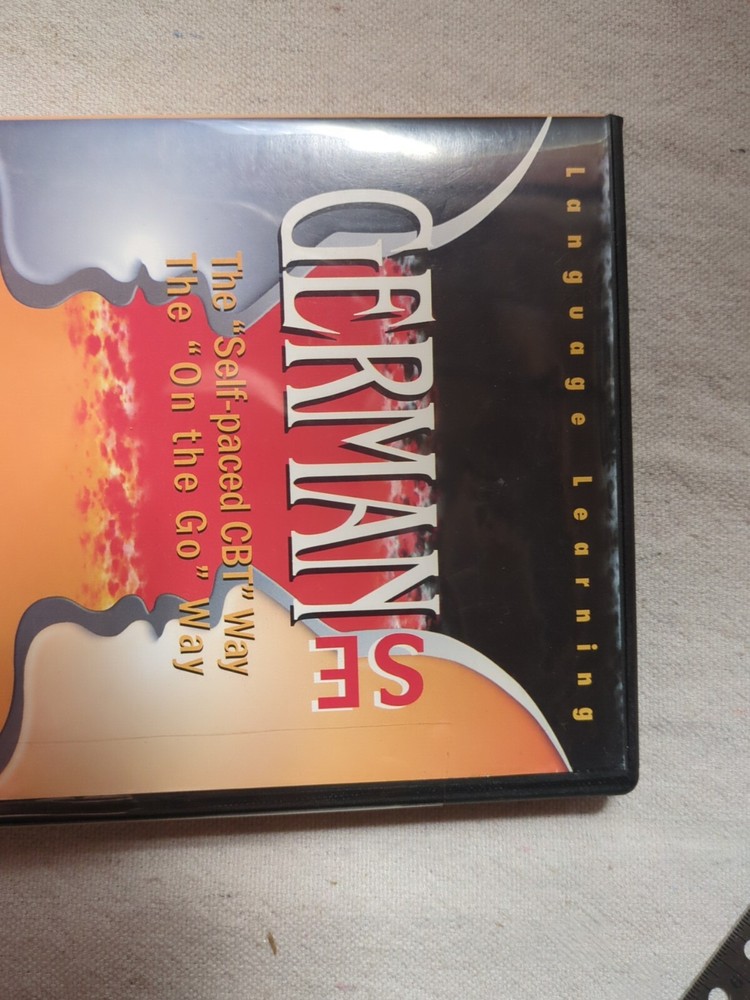 Language Learning
GERMAN
SE
The "Self-paced CBT" Way
The "On the Go" Way